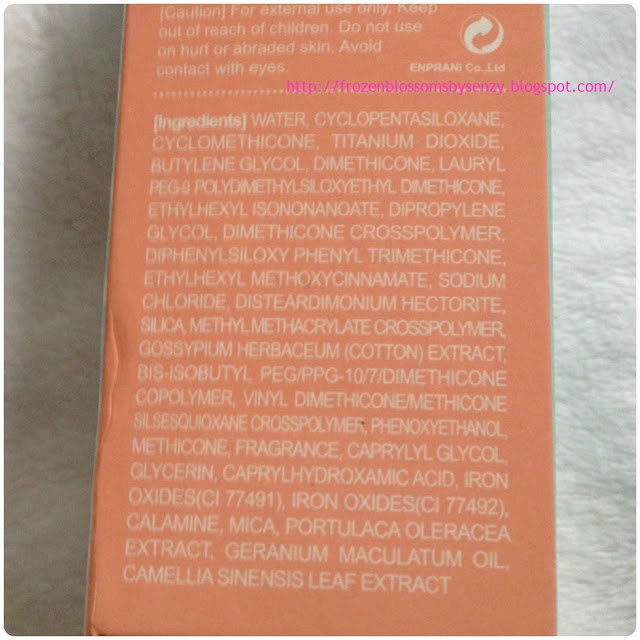 [Caution] For external use only, Keep
out of reach of children. Do not use
on hurt or abraded skin. Avoid
contact with eyes.
ENPRANI Co.,Ltd
http://frozenblossomsbysenzy.blogspot.com/
[Ingredients] WATER, CYCLOPENTASILOXANE,
CYCLOMETHICONE, TITANIUM DIOXIDE,
BUTYLENE GLYCOL, DIMETHICONE, LAURYL
PEG-9 POLYDIMETHYLSILOXYETHYL DIMETHICONE,
ETHYLHEXYL ISONONANOATE, DIPROPYLENE
GLYCOL, DIMETHICONE CROSSPOLYMER,
DIPHENYLSILOXY PHENYL TRIMETHICONE,
ETHYLHEXYL METHOXYCINNAMATE, SODIUM
CHLORIDE, DISTEARDIMONIUM HECTORITE,
SILICA, METHYL METHACRYLATE CROSSPOLYMER,
GOSSYPIUM HERBACEUM (COTTON) EXTRACT,
BIS-ISOBUTYL PEG/PPG-10/7/DIMETHICONE
COPOLYMER, VINYL DIMETHICONE/METHICONE
SILSESQUIOXANE CROSSPOLYMER, PHENOXYETHANOL,
METHICONE, FRAGRANCE, CAPRYLYL GLYCOL,
GLYCERIN, CAPRYLHYDROXAMIC ACID, IRON
OXIDES(CI 77491), IRON OXIDES(CI 77492),
CALAMINE, MICA, PORTULACA OLERACEA
EXTRACT, GERANIUM MACULATUM OIL,
CAMELLIA SINENSIS LEAF EXTRACT